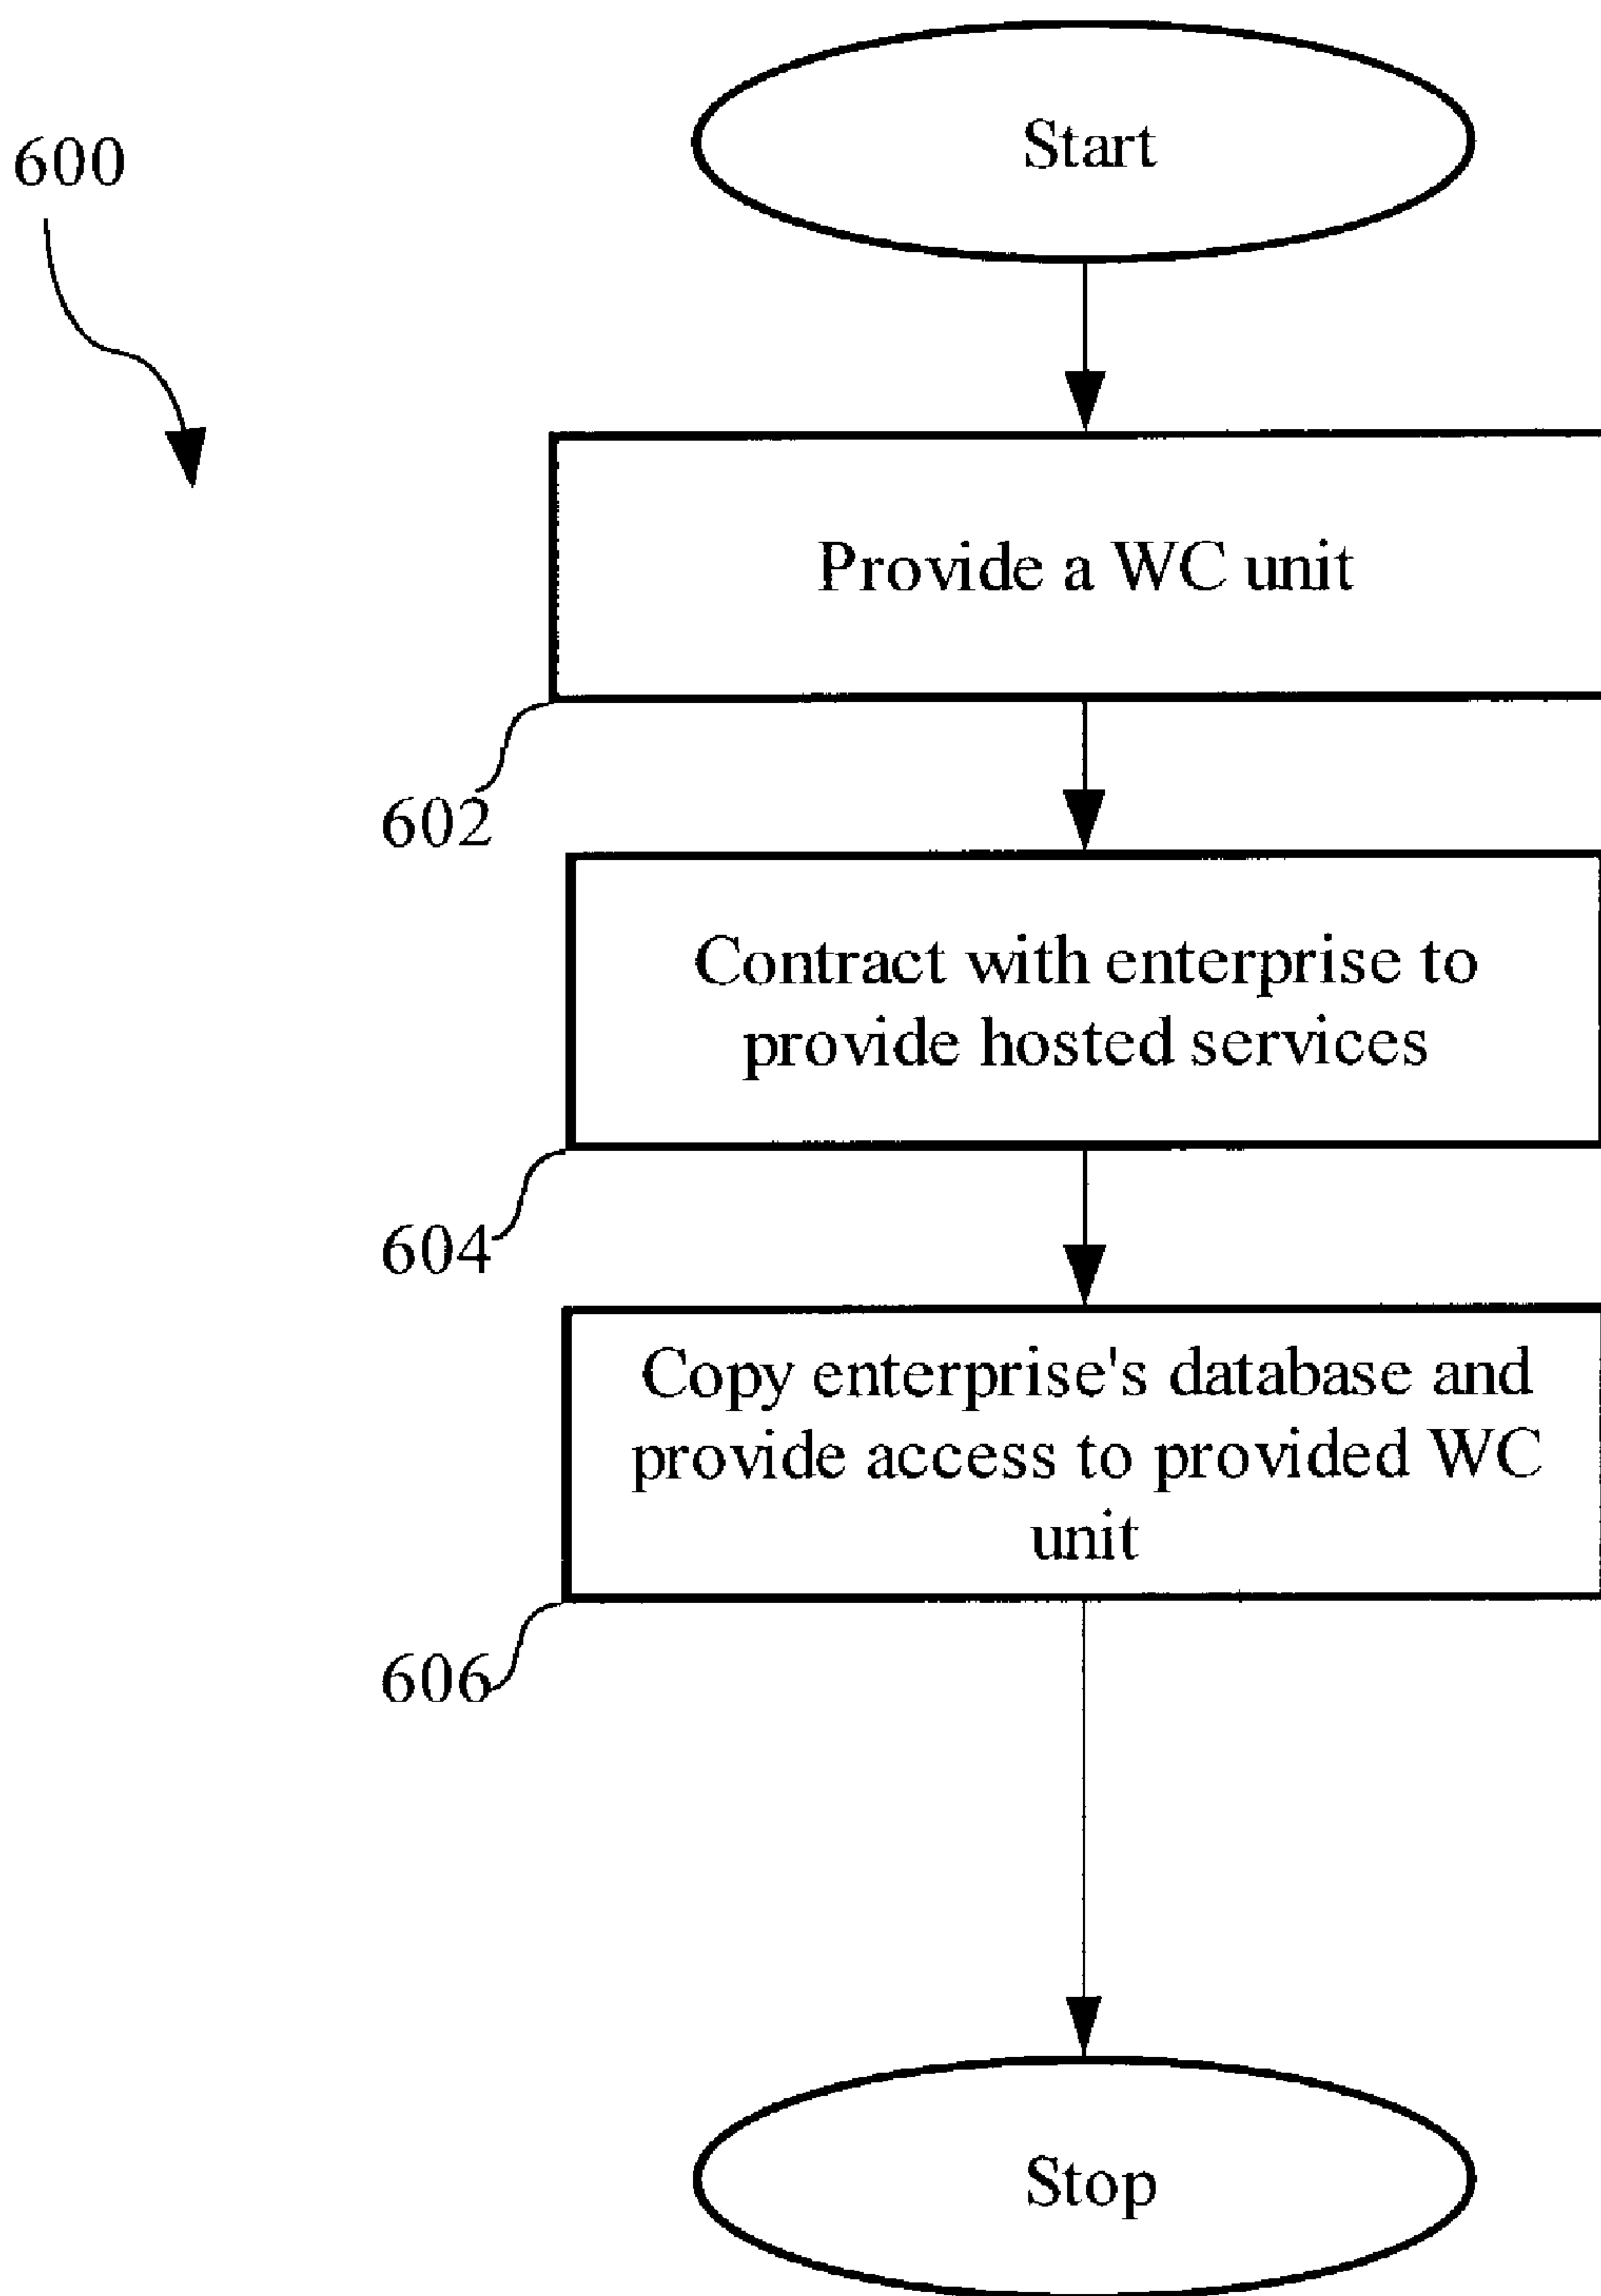 Start
600
Provide a WC unit
602
Contract with enterprise to
provide hosted services
604
Copy enterprise's database and
provide access to provided WC
unit
606
Stop